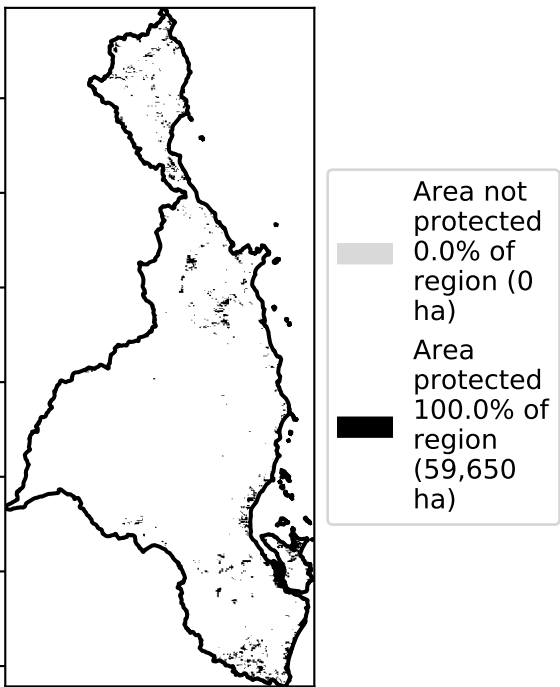 Area not
protected
0.0% of
region (0
ha)
Area
protected
100.0% of
region
(59,650
ha)